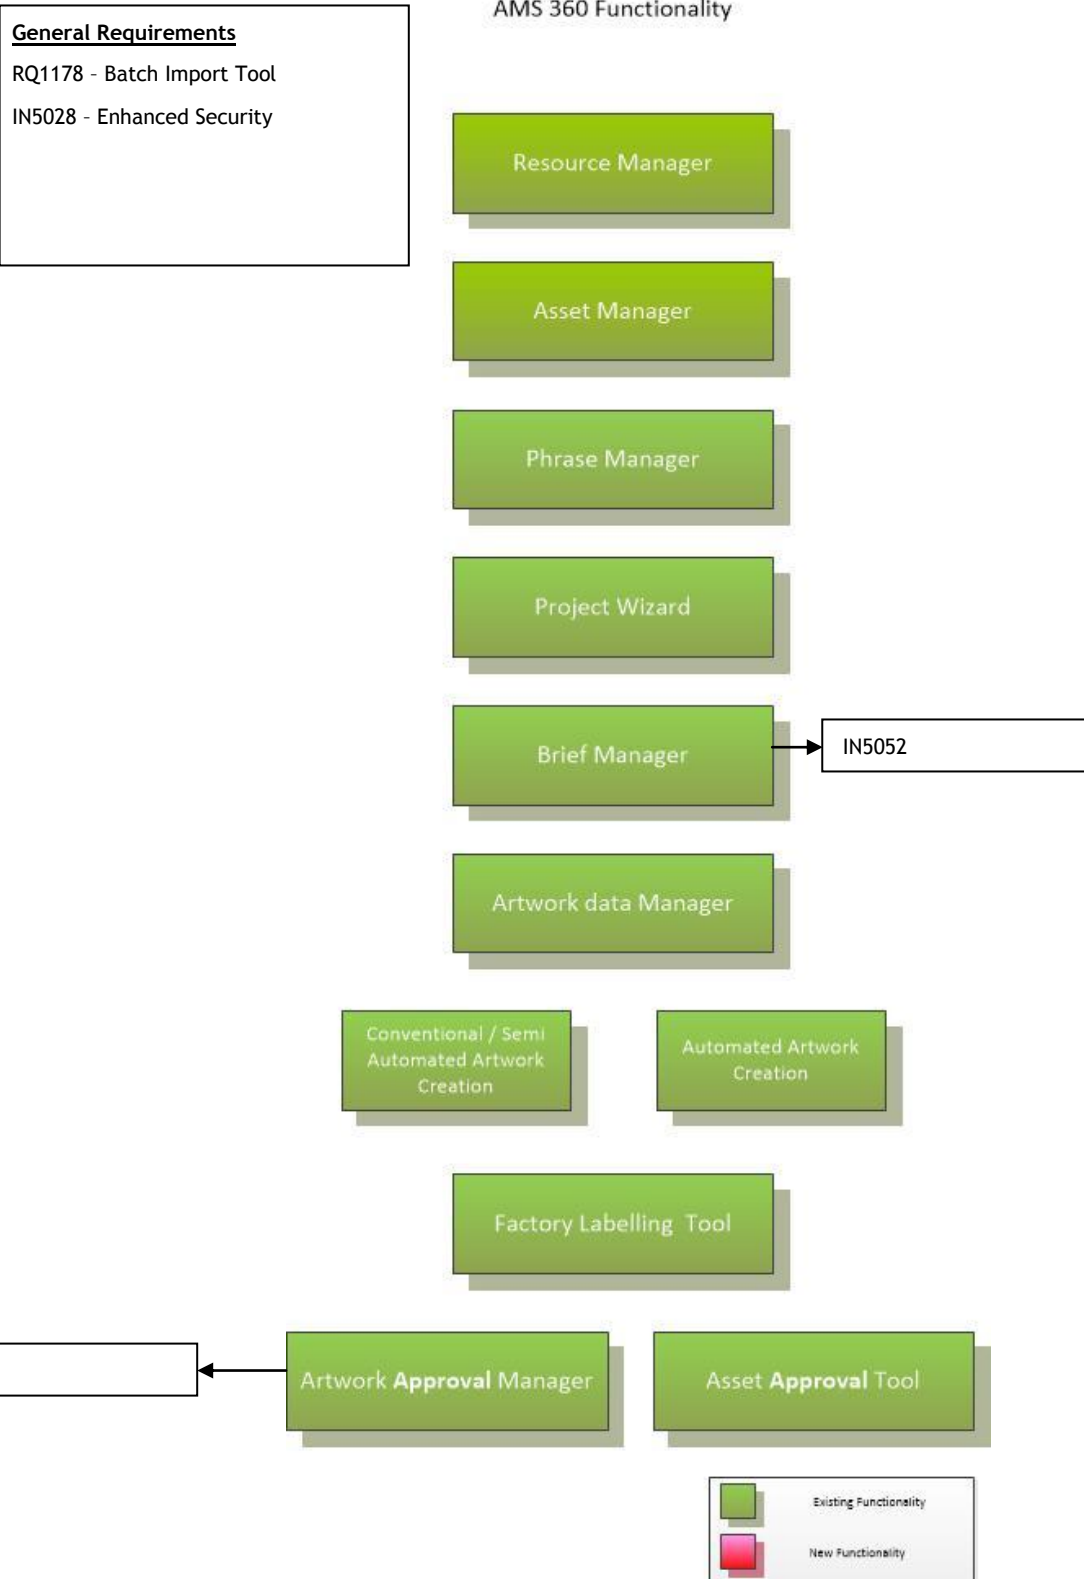 AMS 360 Functionality
General Requirements
RQ1178 – Batch Import Tool
IN5028 – Enhanced Security
Resource Manager
Asset Manager
Phrase Manager
Project Wizard
Brief Manager
IN5052
Artwork data Manager
Conventional / Semi
Automated Artwork
Creation
Automated Artwork
Creation
Factory Labelling Tool
Artwork Approval Manager
Asset Approval Tool
Existing Functionality
New Functionality